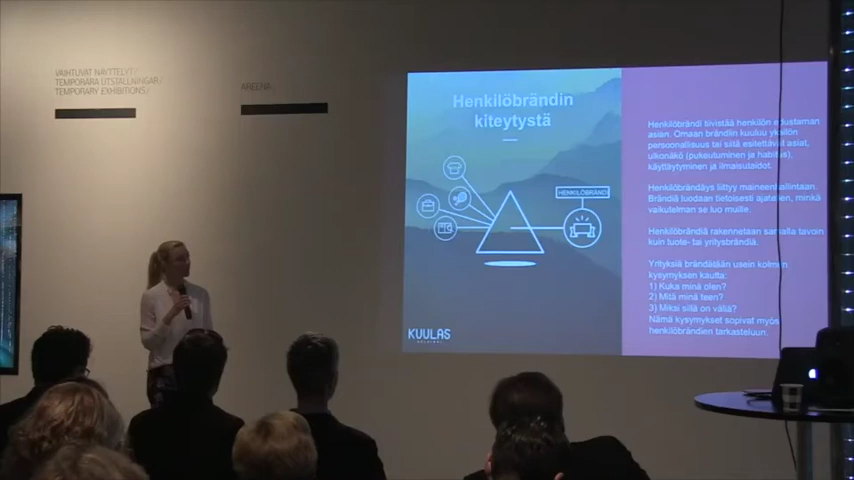 VAIHTUVAT NÄYTTELYT/
TEMPORÄRA UTSTÄLLNINGAR/
TEMPORARY EXHIBITIONS/
AREENA/
Henkilöbrändin
kiteytystä
HENKILÖBRÄNDI
KUULAS
Henkilöbrändi tiivistää henkilön edustaman
asian. Omaan brändiin kuuluu yksilön
persoonallisuus tai siitä esilettävät asiat,
ulkonäkö (pukeutuminen ja habitus),
käyttäytyminen ja ilmaisutaidot.
Henkilöbrändäys liittyy maineenhallintaan.
Brändiä luodaan tietoisesti ajatellen, minkä
vaikutelman se luo muille.
Henkilöbrändiä rakennetaan samalla tavoin
kuin tuote- tai yritysbrändiä.
Yrityksiä brändätään usein kolmen
kysymyksen kautta:
1) Kuka minä olen?
2) Mitä minä teen?
3) Miksi sillä on väliä?
Nämä kysymykset sopivat myös
henkilöbrändien tarkasteluun.